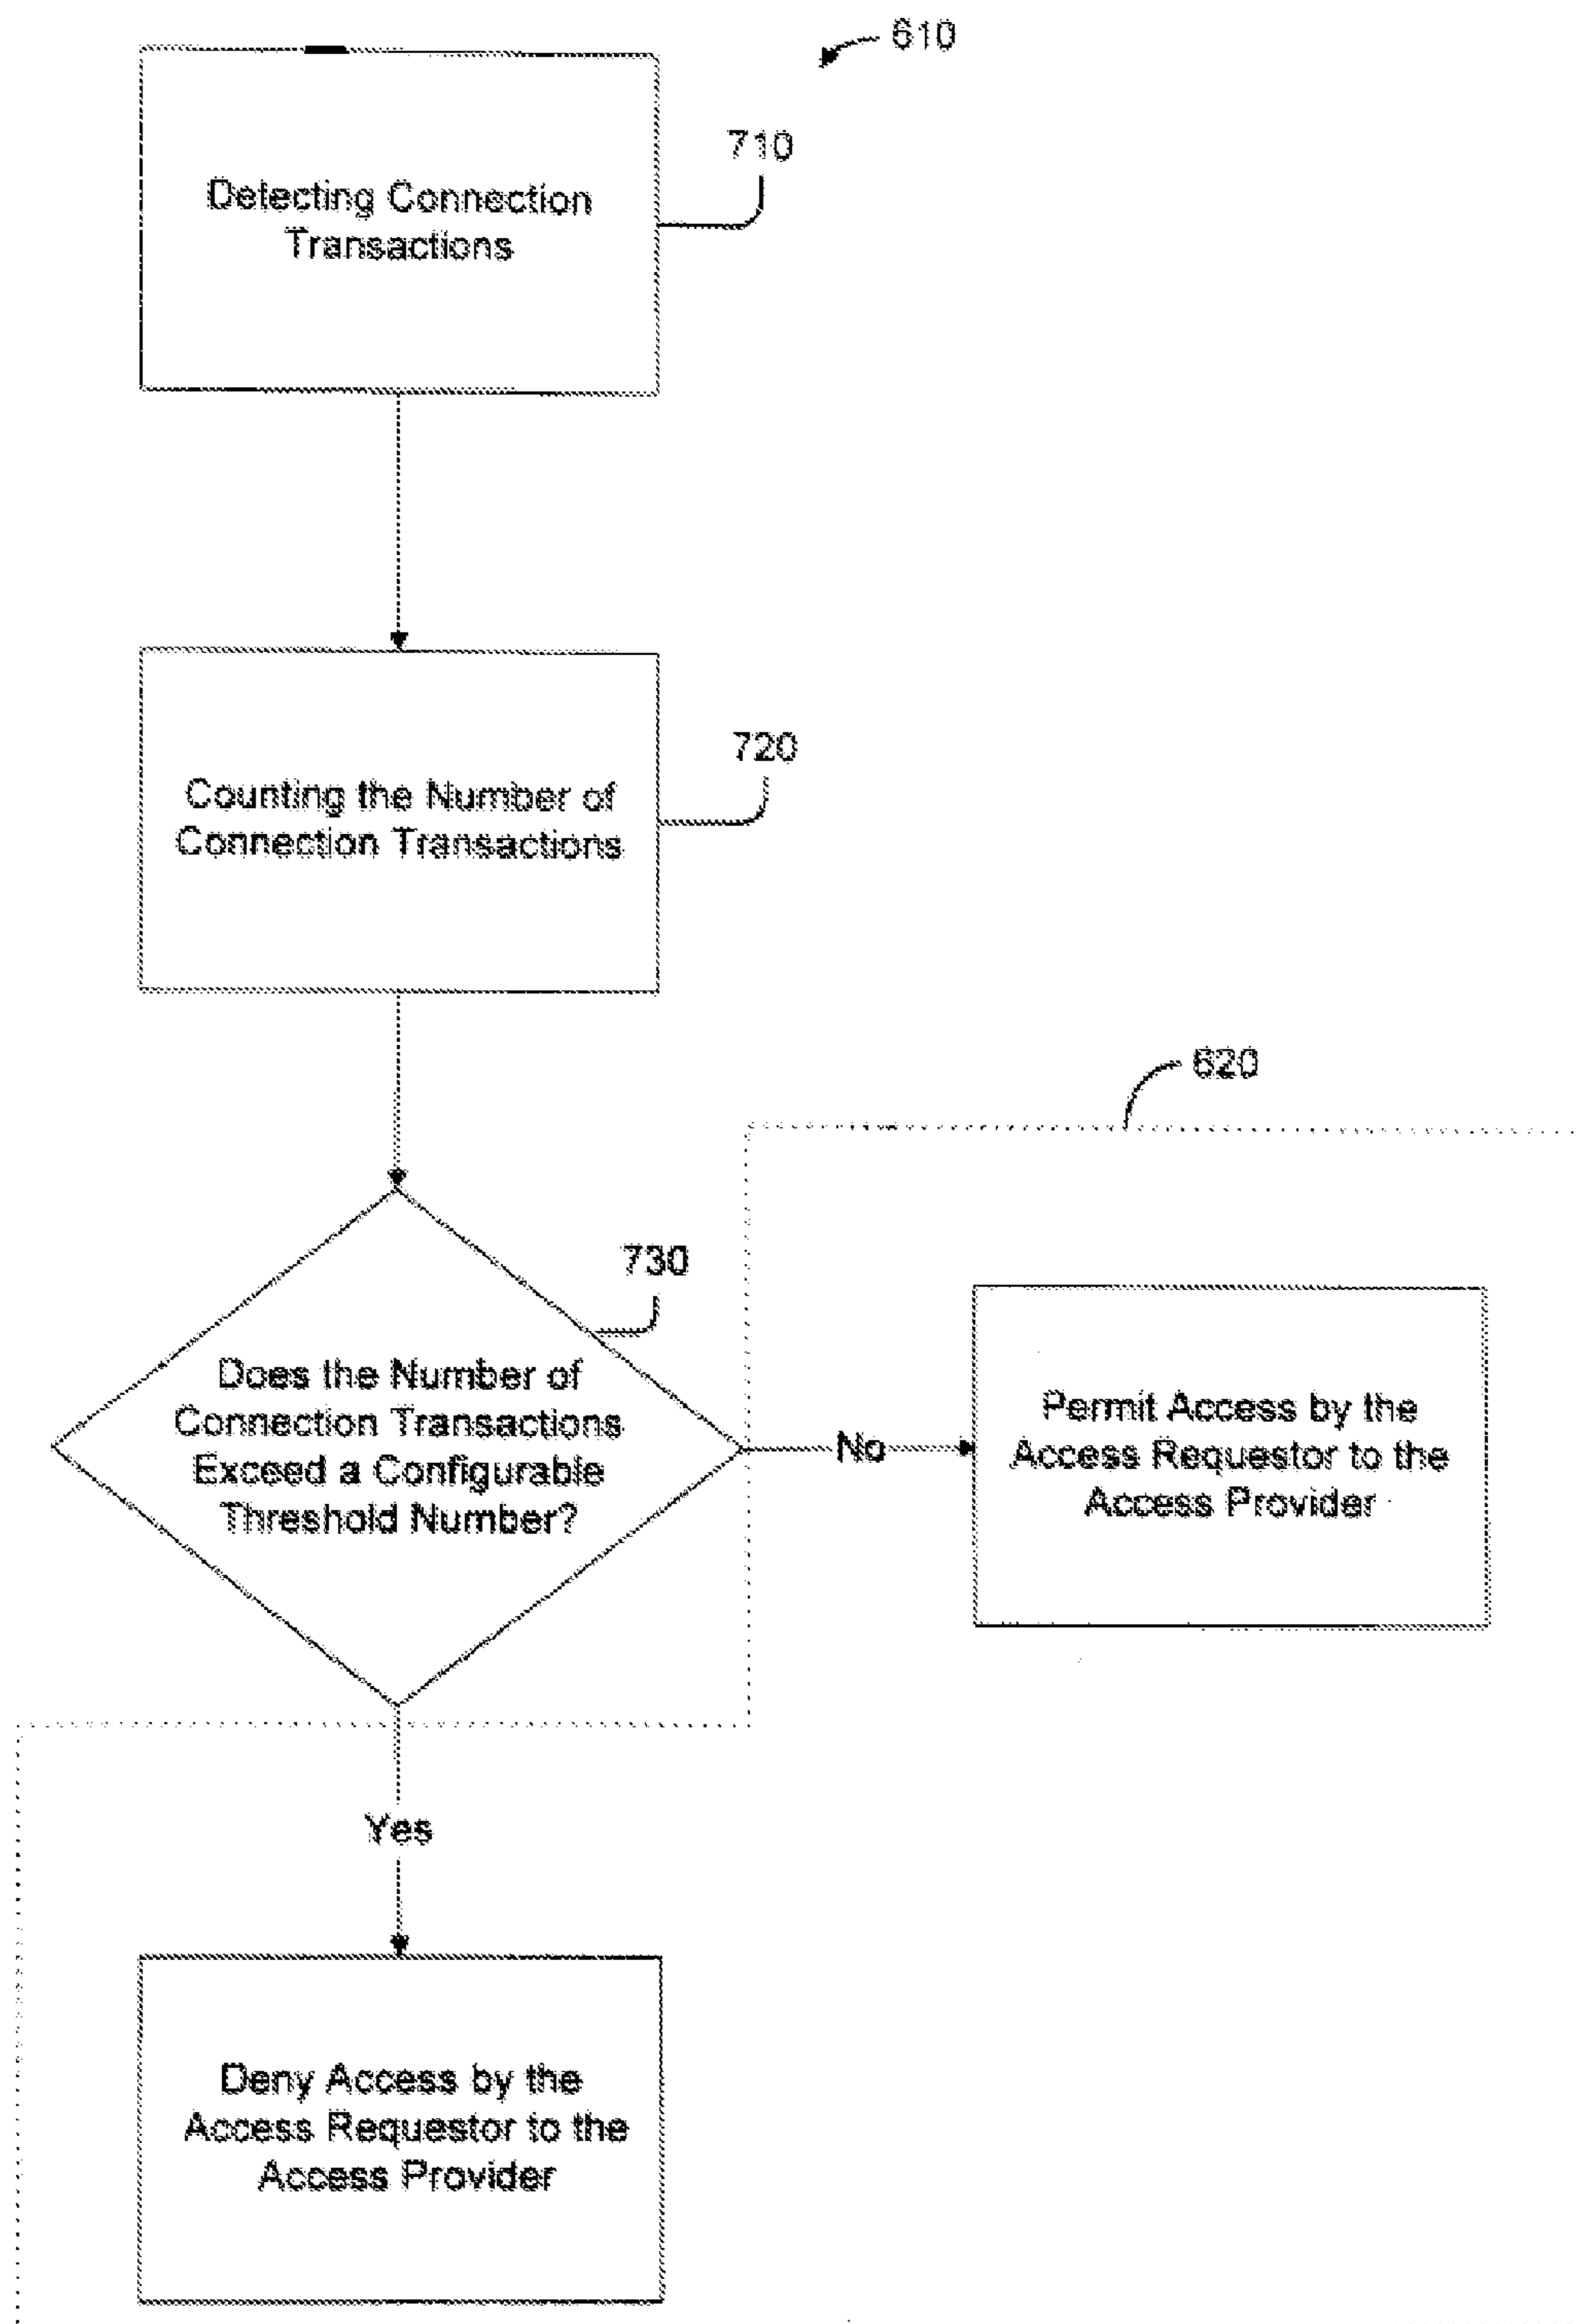 610
710
Detecting Connection
Transactions
720
Counting the Number of
Connection Transactions
620
730
Does the Number of
Connection Transactions
Exceed a Configurable
Threshold Number?
No
Permit Access by the
Access Requestor to the
Access Provider
Yes
Deny Access by the
Access Requestor to the
Access Provider